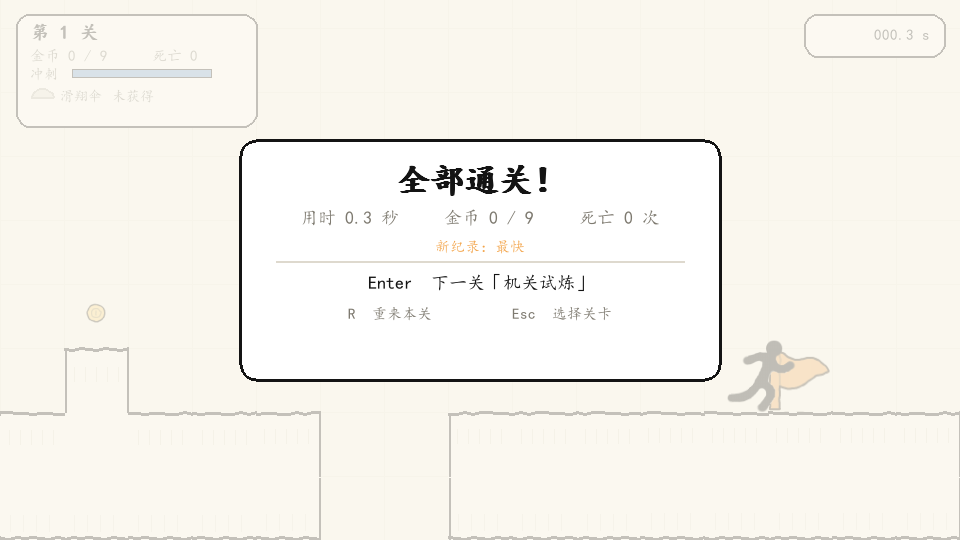 第 1 关
金币 0 / 9 死亡 0
冲刺
滑翔伞 未获得
000.3 s
全部通关!
用时 0.3 秒 金币 0 / 9 死亡 0 次
新纪录: 最快
Enter 下一关「机关试炼」
R 重来本关 Esc 选择关卡